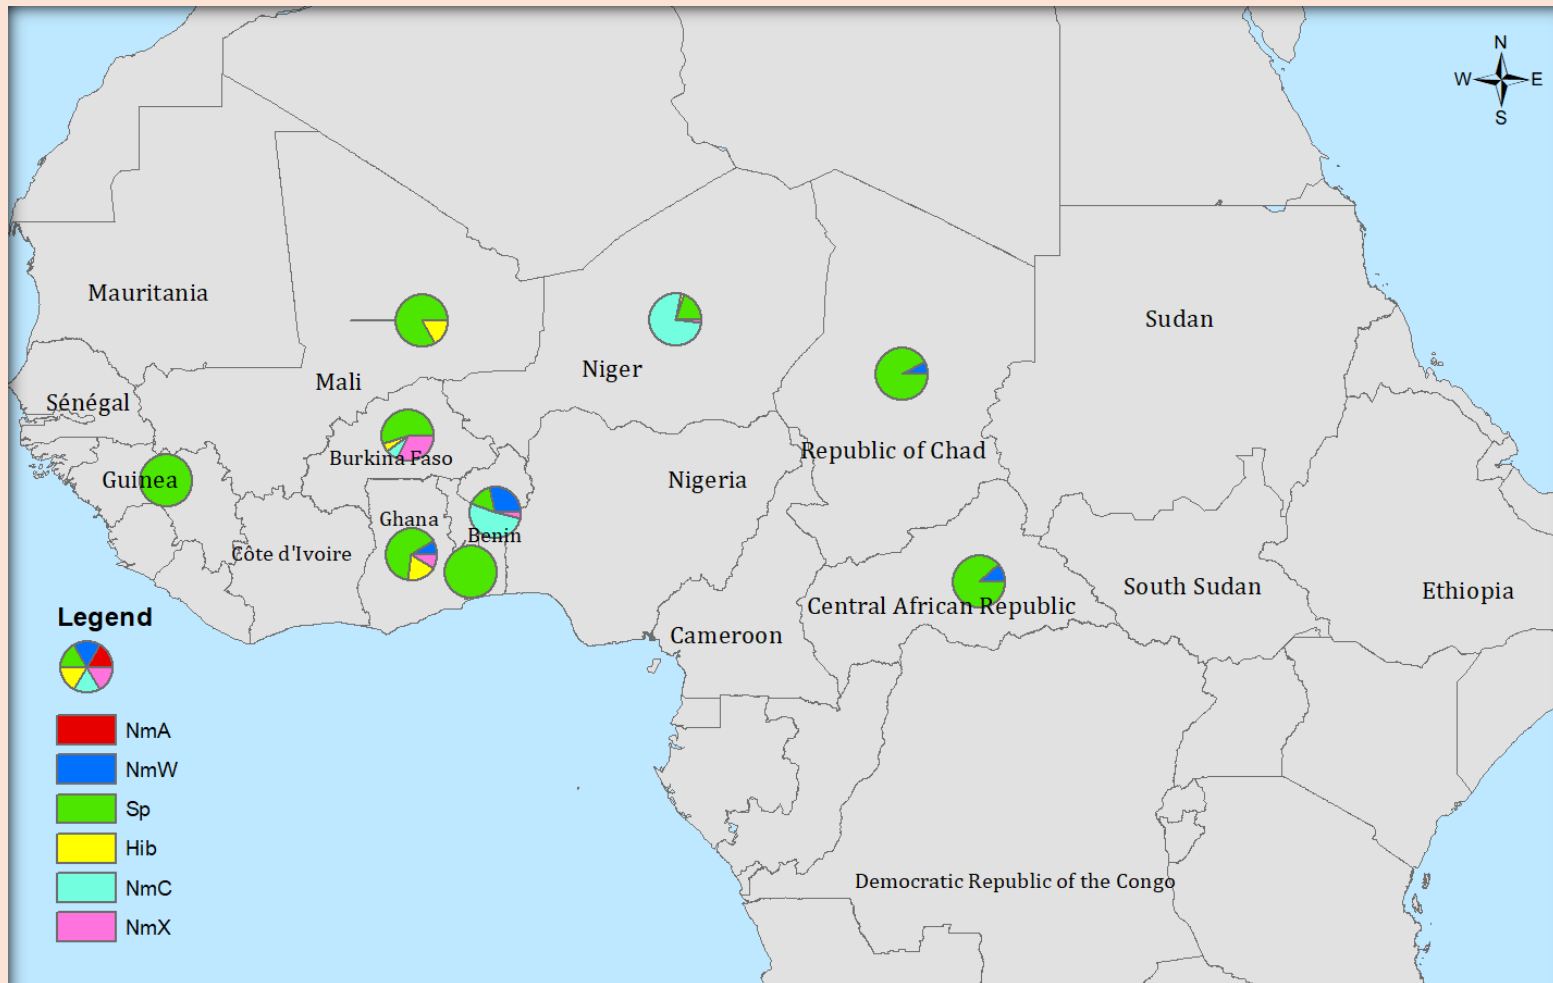 N
W E
S
Mauritania
Sudan
Mali
Niger
Sénégal
Republic of Chad
Burkina Faso
Guinea
Nigeria
Ghana
Benin
Côte d'Ivoire
South Sudan
Ethiopia
Central African Republic
Cameroon
Legend
NmA
NmW
Sp
Hib
NmC
NmX
Democratic Republic of the Congo